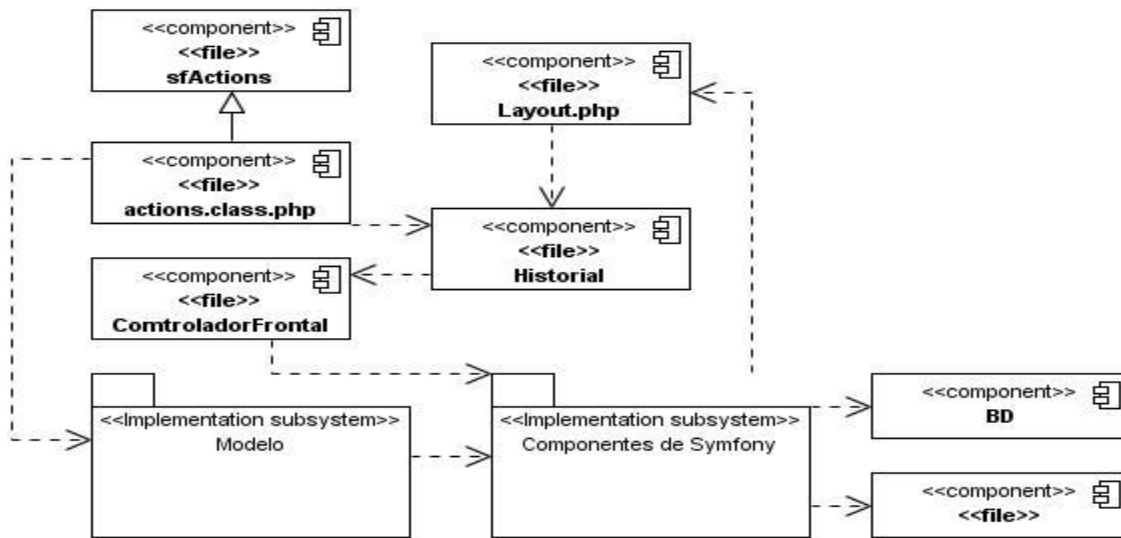 <<component>>
<<file>>
sfActions
<<component>>
<<file>>
Layout.php
<<component>>
<<file>>
actions.class.php
<<component>>
<<file>>
Historial
<<component>>
<<file>>
ComtroladorFrontal
<<Implementation subsystem>>
Modelo
<<Implementation subsystem>>
Componentes de Symfony
<<component>>
BD
<<component>>
<<file>>